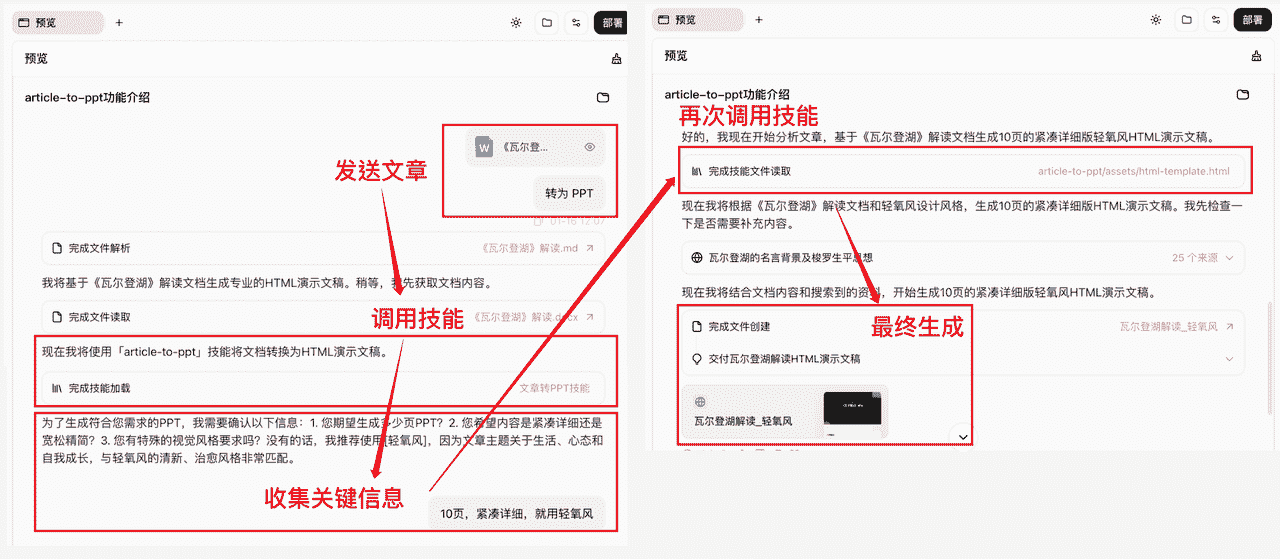 预览
+
部署
预览
article-to-ppt功能介绍
W
《瓦尔登...
发送文章
转为 PPT
01-16 12:07
完成文件解析
《瓦尔登湖》解读.md
我将基于《瓦尔登湖》解读文档生成专业的HTML演示文稿。稍等,我先获取文档内容。
完成文件读取
《瓦尔登湖》解读.docx
调用技能
现在我将使用「article-to-ppt」技能将文档转换为HTML演示文稿。
完成技能加载
文章转PPT技能
为了生成符合您需求的PPT,我需要确认以下信息:1. 您期望生成多少页PPT?2. 您希望内容是紧凑详细还是
宽松精简?3. 您有特殊的视觉风格要求吗?没有的话,我推荐使用[轻氧风],因为文章主题关于生活、心态和
自我成长,与轻氧风的清新、治愈风格非常匹配。
收集关键信息
10页,紧凑详细,就用轻氧风
预览
+
部署
预览
article-to-ppt功能介绍
再次调用技能
好的,我现在开始分析文章,基于《瓦尔登湖》解读文档生成10页的紧凑详细版轻氧风HTML演示文稿。
完成技能文件读取
article-to-ppt/assets/html-template.html
现在我将根据《瓦尔登湖》解读文档和轻氧风设计风格,生成10页的紧凑详细版HTML演示文稿。我先检查一
下是否需要补充内容。
瓦尔登湖的名言背景及梭罗生平思想
25 个来源
现在我将结合文档内容和搜索到的资料,开始生成10页的紧凑详细版轻氧风HTML演示文稿。
完成文件创建
最终生成
瓦尔登湖解读_轻氧风
交付瓦尔登湖解读HTML演示文稿
瓦尔登湖解读_轻氧风